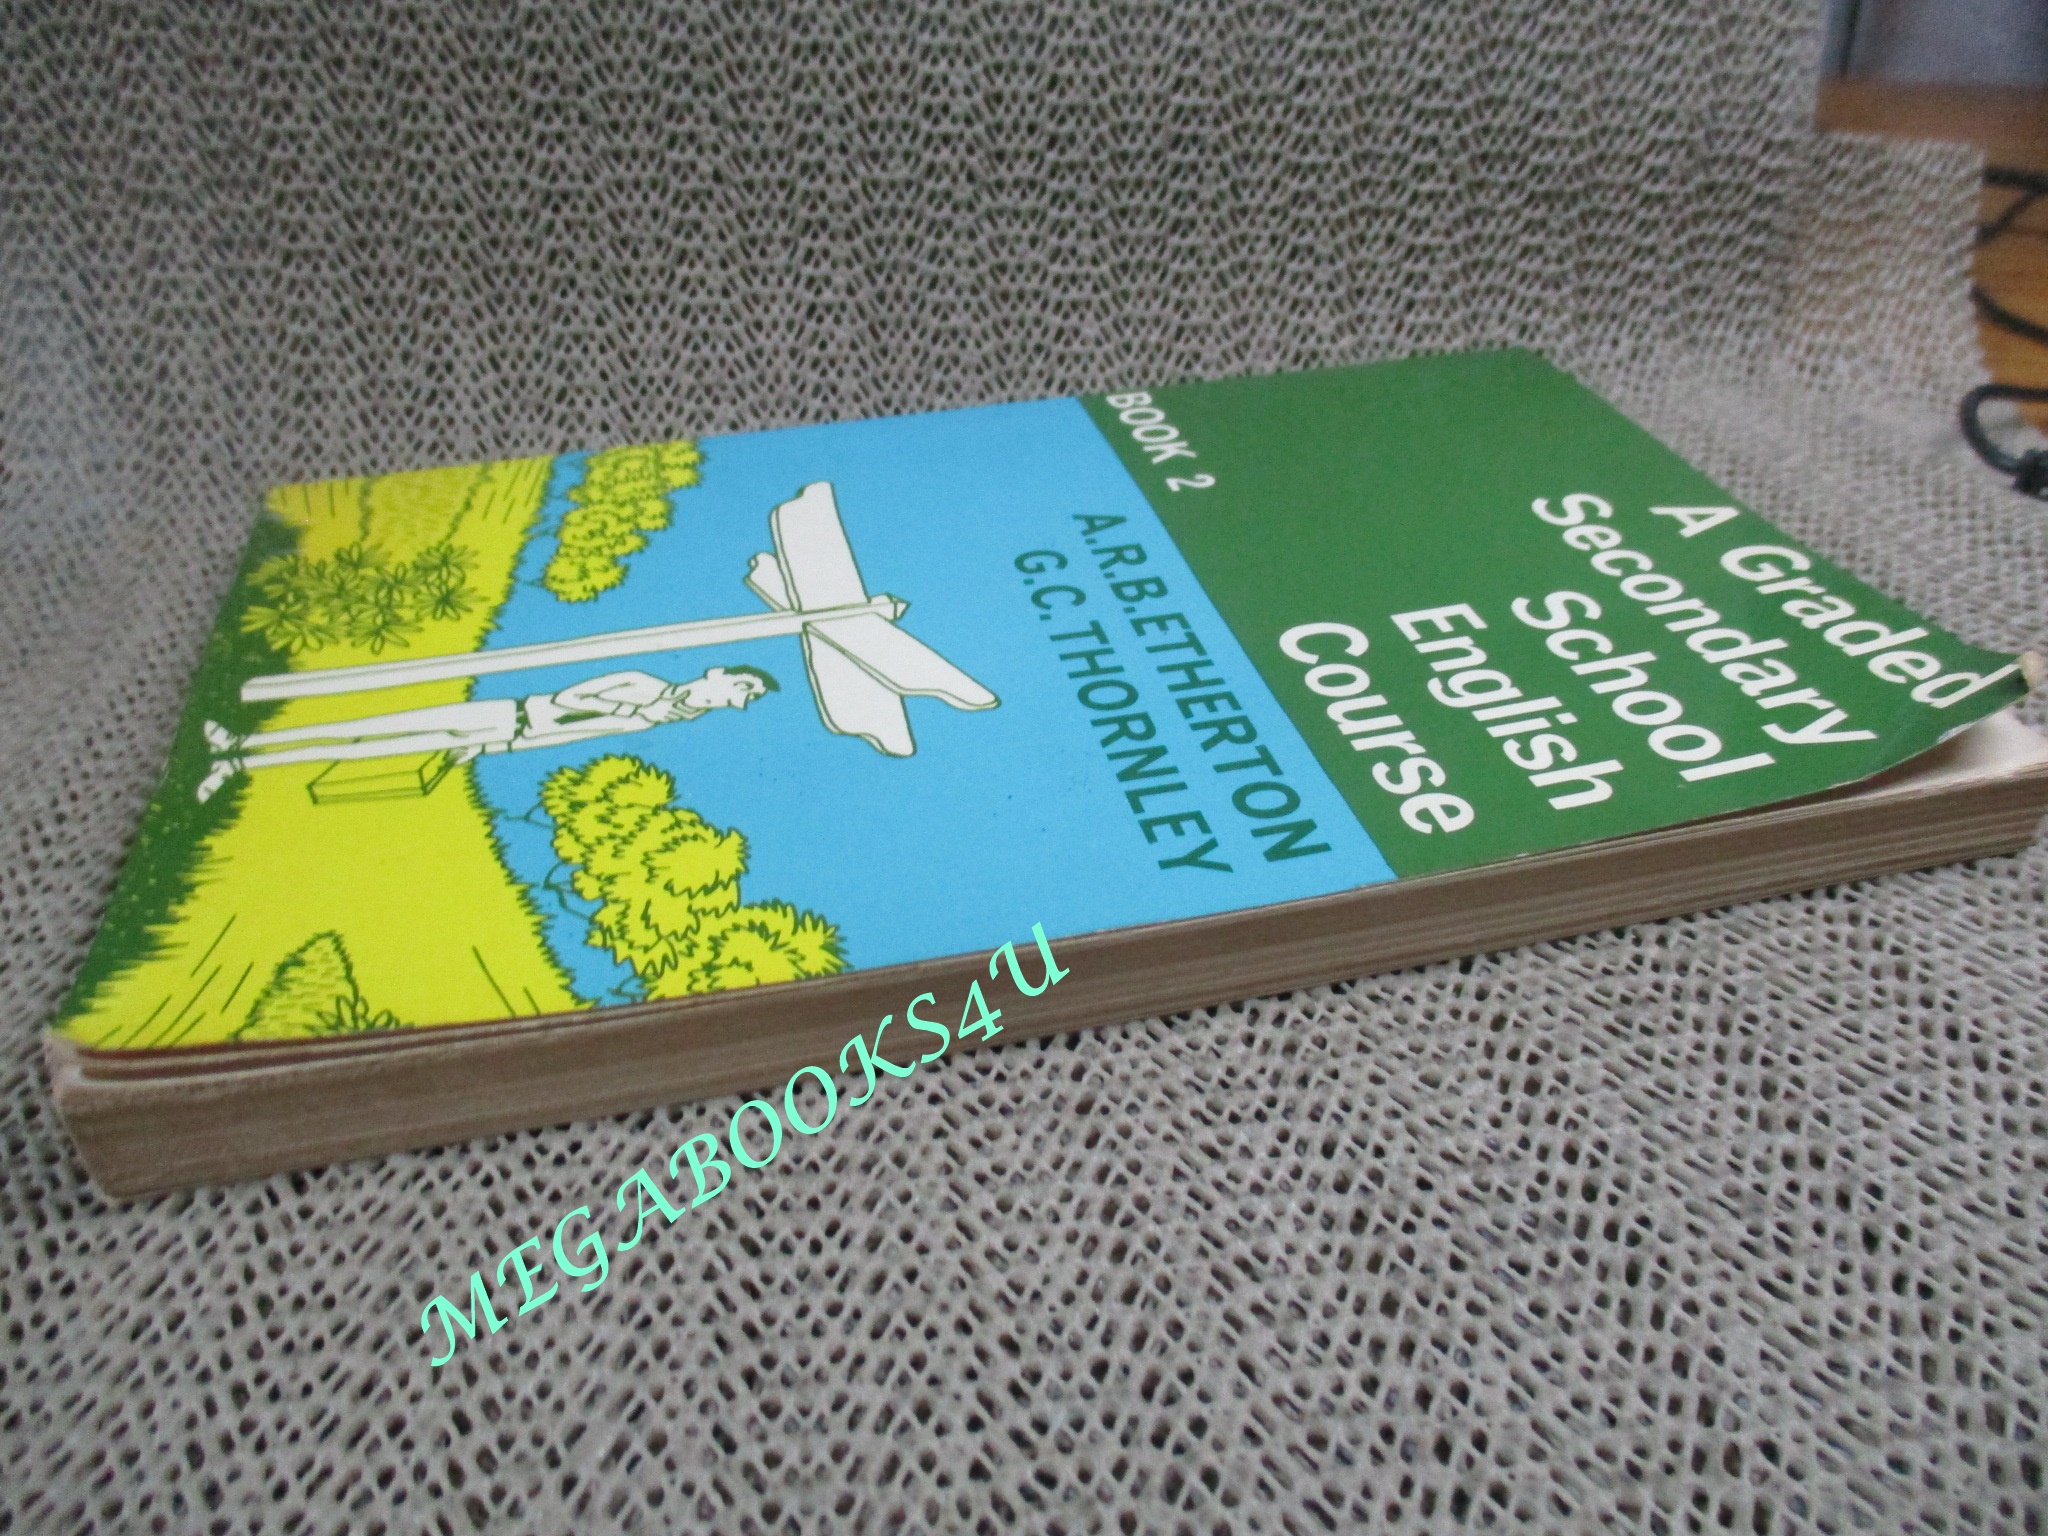 A Graded
Secondary
School
English
Course
BOOK 2
A.R.B.ETHERTON
G.C.THORNLEY
MEGABOOKS4U